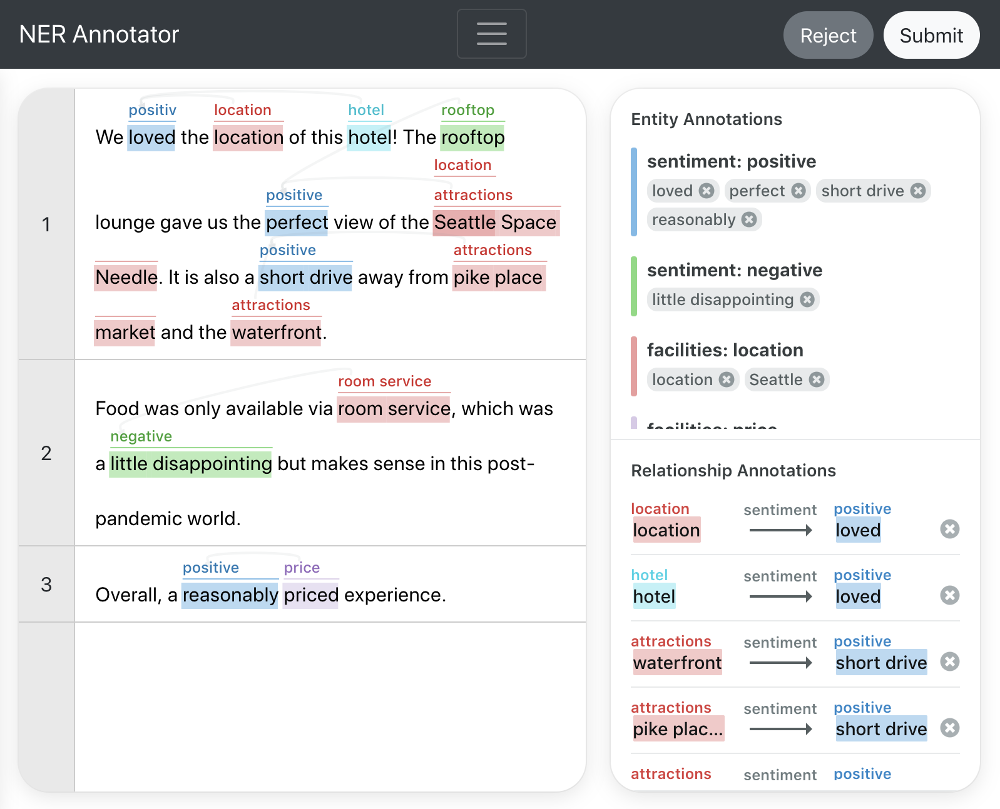 NER Annotator
Reject
Submit
positiv location hotel rooftop
We loved the location of this hotel! The rooftop
location
positive attractions
lounge gave us the perfect view of the Seattle Space
positive attractions
Needle. It is also a short drive away from pike place
attractions
market and the waterfront.
1
room service
Food was only available via room service, which was
negative
a little disappointing but makes sense in this post-
pandemic world.
2
positive price
Overall, a reasonably priced experience.
3
Entity Annotations
sentiment: positive
loved perfect short drive
reasonably
sentiment: negative
little disappointing
facilities: location
location Seattle
facilities: price
Relationship Annotations
location sentiment positive
location loved
hotel sentiment positive
hotel loved
attractions sentiment positive
waterfront short drive
attractions sentiment positive
pike plac... short drive
attractions sentiment positive